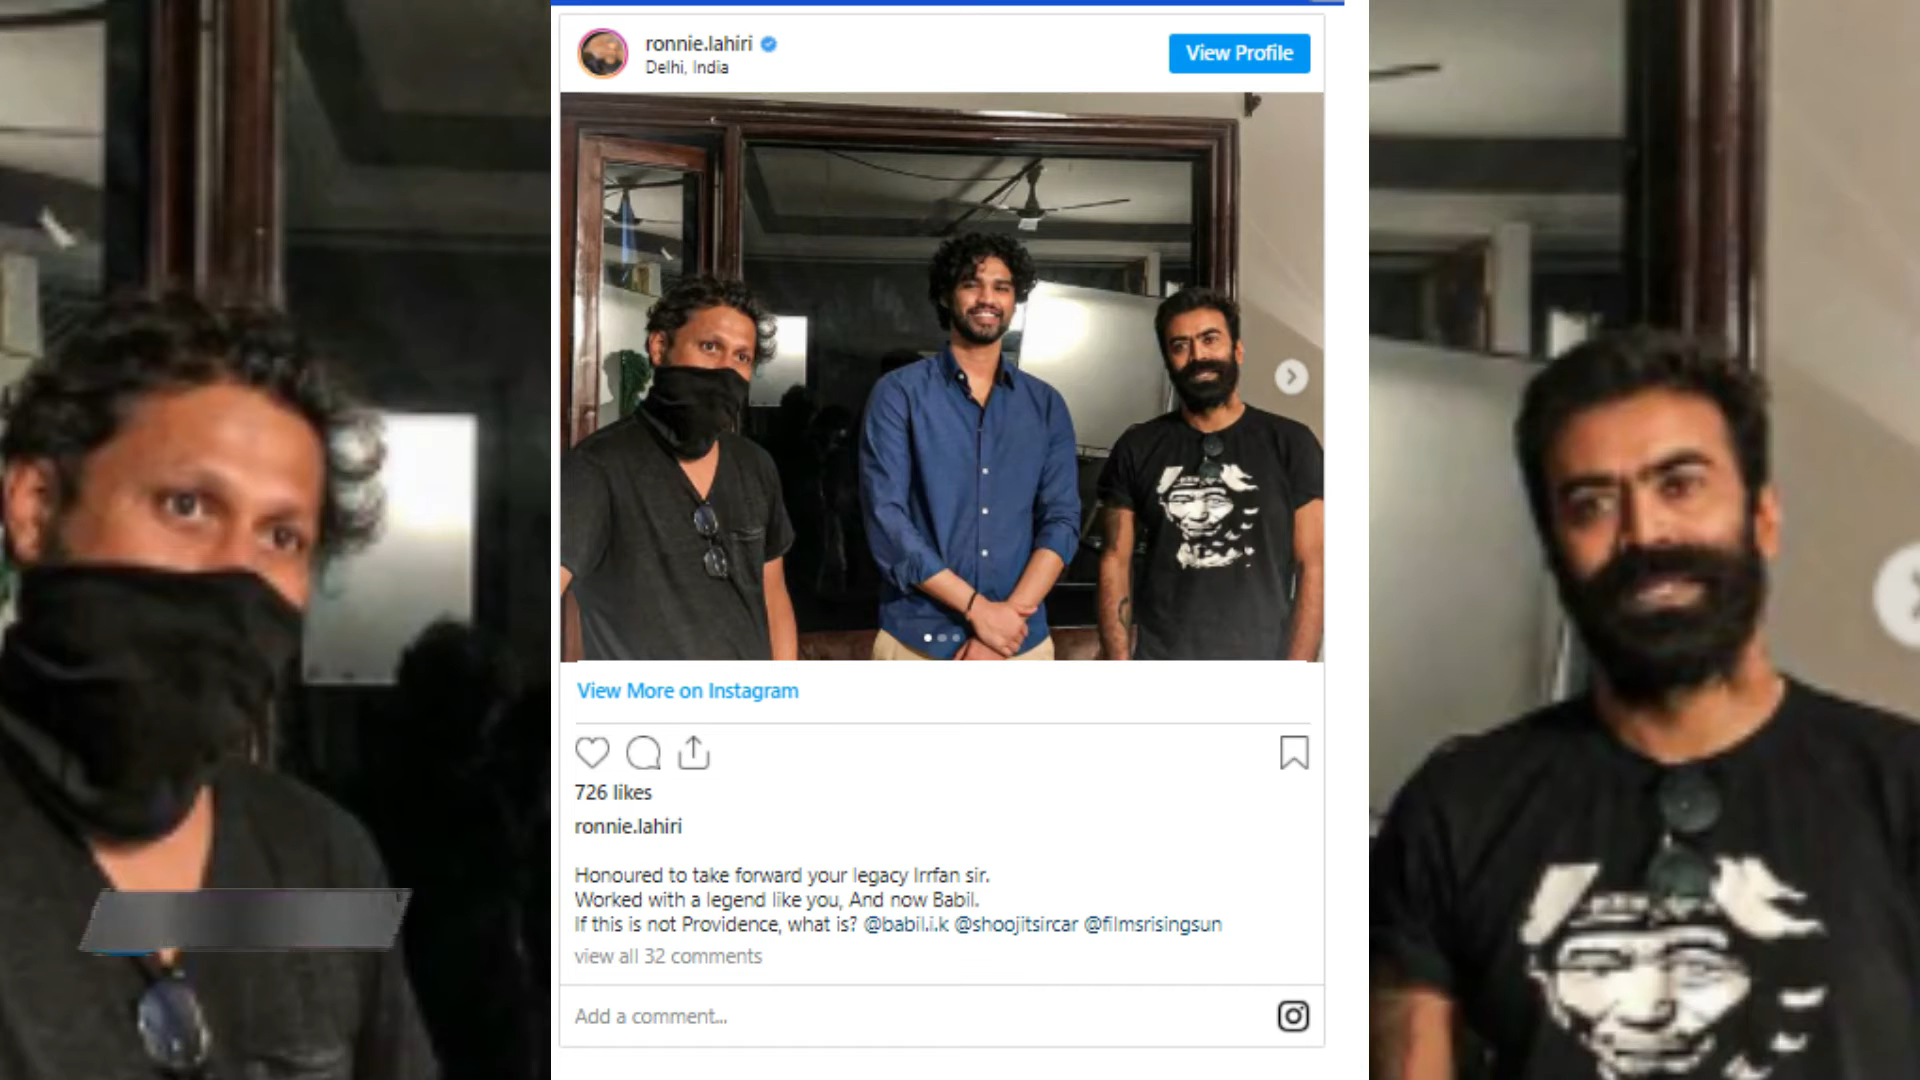 ronnie.lahiri
Delhi, India
View Profile
View More on Instagram
726 likes
ronnie.lahiri
Honoured to take forward your legacy Irrfan sir.
Worked with a legend like you, And now Babil.
If this is not Providence, what is? @babil.i.k @shoojitsircar @filmsrisingsun
view all 32 comments
Add a comment...